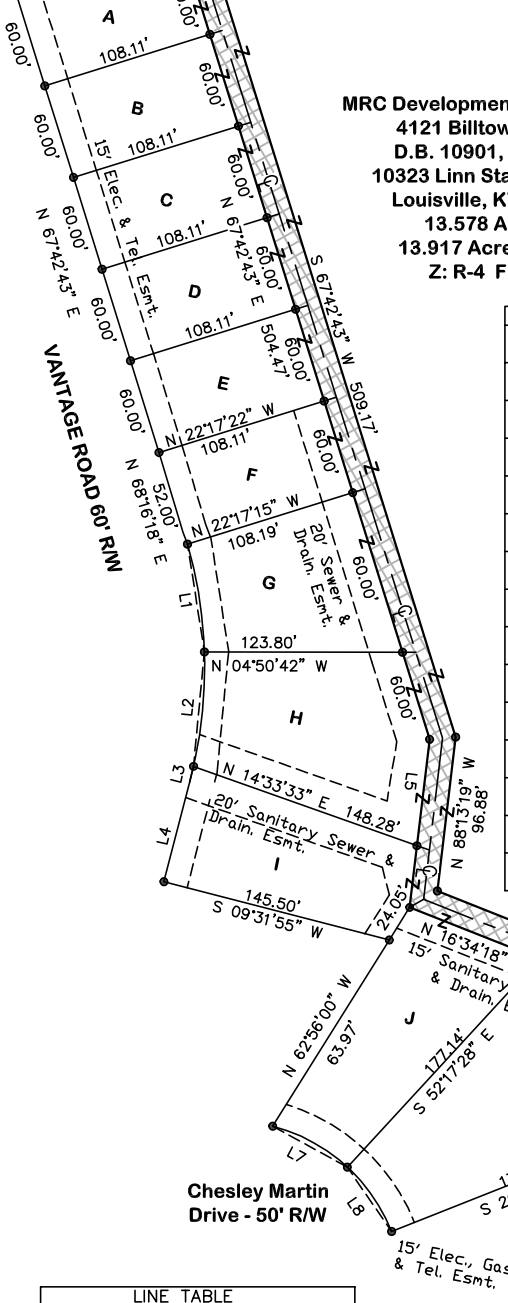 A
60.00'
0.00'
Z
Z
108.11'
60.00'
Z
B
60.00'
Z
108.11'
15' Elec. & Tel. Esmt.
C
60.00'
N 67°42'43" E
60.00'
N 67°42'43" E
℄
Z
108.11'
D
60.00'
504.47'
S 67°42'43" W
509.17'
60.00'
Z
108.11'
VANTAGE ROAD 60' R/W
E
60.00'
N 68°16'18" E
52.00'
N 22°17'22" W
108.11'
60.00'
Z
Z
F
N 22°17'15" W
108.19'
20' Sewer &
Drain. Esmt.
G
60.00'
Z
℄
L1
123.80'
N 04°50'42" W
60.00'
Z
Z
L2
H
L3
N 14°33'33" E 148.28'
L5
Z
N 88°13'19" W
96.88'
L4
20' Sanitary Sewer &
Drain. Esmt.
I
℄
Z
145.50'
S 09°31'55" W
24.05'
Z
N 16°34'18"
15' Sanitary
& Drain.
J
N 62°56'00" W
63.97'
177.14'
S 52°17'28" E
L7
L8
Chesley Martin
Drive - 50' R/W
15' Elec., Gas
& Tel. Esmt.
MRC Developmen
4121 Billtow
D.B. 10901,
10323 Linn Sta
Louisville, K
13.578 A
13.917 Acre
Z: R-4 F
LINE TABLE